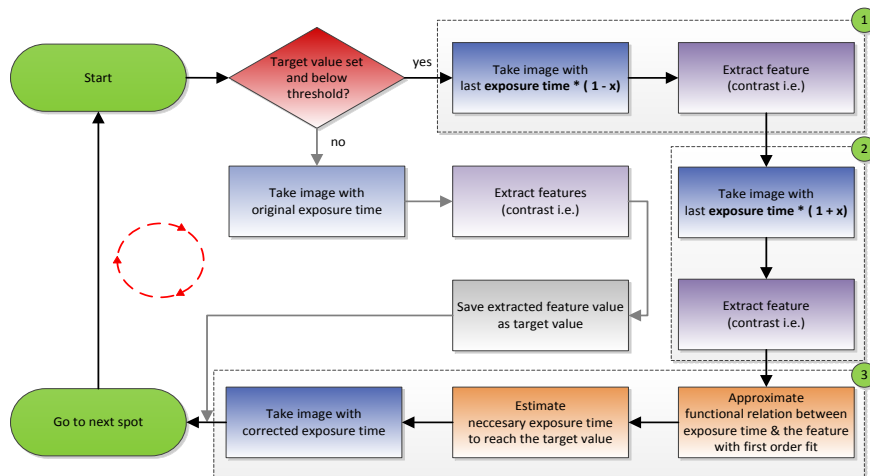 1
Start
Target value set
and below
threshold?
yes
Take image with
last exposure time * ( 1 - x)
Extract feature
(contrast i.e.)
no
2
Take image with
original exposure time
Extract features
(contrast i.e.)
Take image with
last exposure time * ( 1 + x)
Save extracted feature value
as target value
Extract feature
(contrast i.e.)
3
Go to next spot
Take image with
corrected exposure time
Estimate
neccesary exposure time
to reach the target value
Approximate
functional relation between
exposure time & the feature
with first order fit